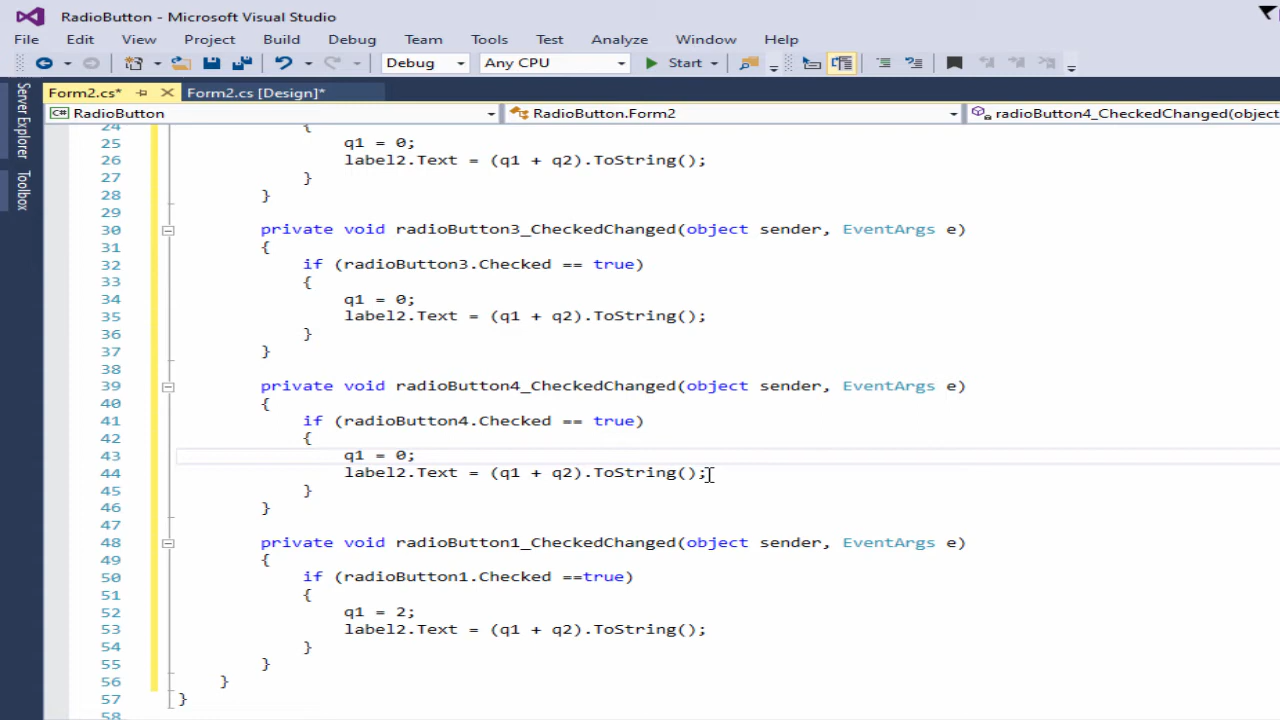 RadioButton - Microsoft Visual Studio
File Edit View Project Build Debug Team Tools Test Analyze Window Help
Debug Any CPU Start
Server Explorer
Toolbox
Form2.cs* Form2.cs [Design]*
RadioButton RadioButton.Form2 radioButton4_CheckedChanged(object
24 {
25 q1 = 0;
26 label2.Text = (q1 + q2).ToString();
27 }
28 }
29
30 private void radioButton3_CheckedChanged(object sender, EventArgs e)
31 {
32 if (radioButton3.Checked == true)
33 {
34 q1 = 0;
35 label2.Text = (q1 + q2).ToString();
36 }
37 }
38
39 private void radioButton4_CheckedChanged(object sender, EventArgs e)
40 {
41 if (radioButton4.Checked == true)
42 {
43 q1 = 0;
44 label2.Text = (q1 + q2).ToString();
45 }
46 }
47
48 private void radioButton1_CheckedChanged(object sender, EventArgs e)
49 {
50 if (radioButton1.Checked ==true)
51 {
52 q1 = 2;
53 label2.Text = (q1 + q2).ToString();
54 }
55 }
56 }
57 }
58